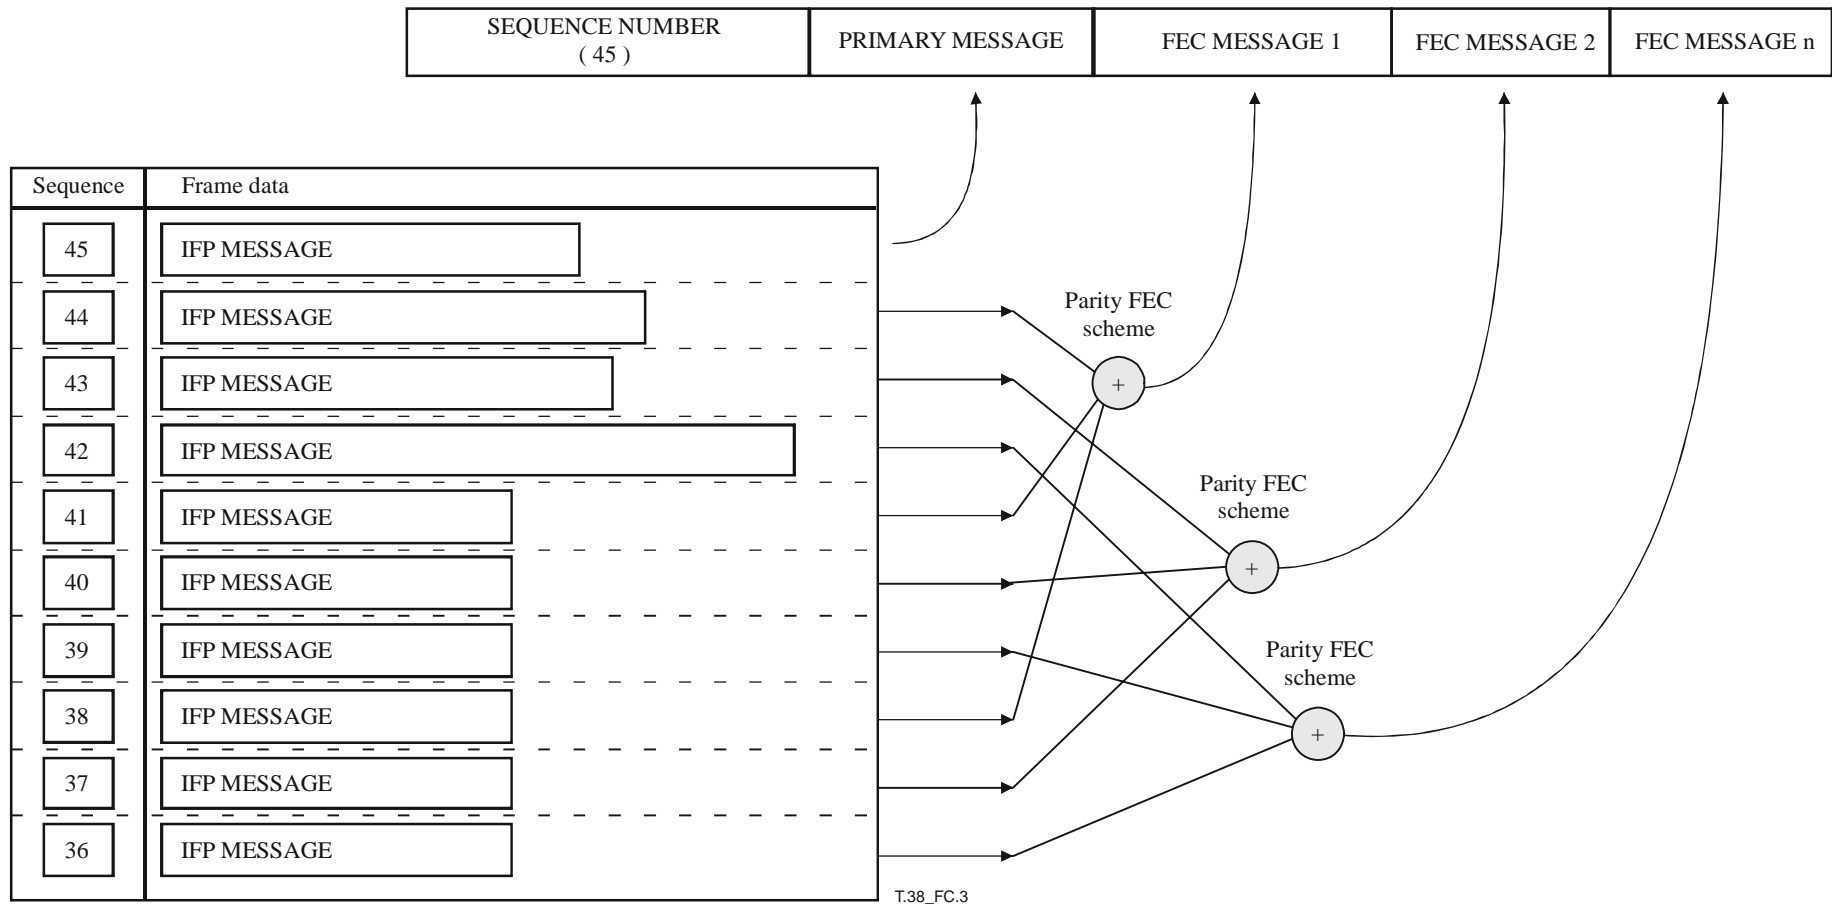 SEQUENCE NUMBER
( 45 )
PRIMARY MESSAGE
FEC MESSAGE 1
FEC MESSAGE 2
FEC MESSAGE n
Sequence
Frame data
45
IFP MESSAGE
44
IFP MESSAGE
43
IFP MESSAGE
42
IFP MESSAGE
41
IFP MESSAGE
40
IFP MESSAGE
39
IFP MESSAGE
38
IFP MESSAGE
37
IFP MESSAGE
36
IFP MESSAGE
Parity FEC
scheme
+
Parity FEC
scheme
+
Parity FEC
scheme
+
T.38_FC.3